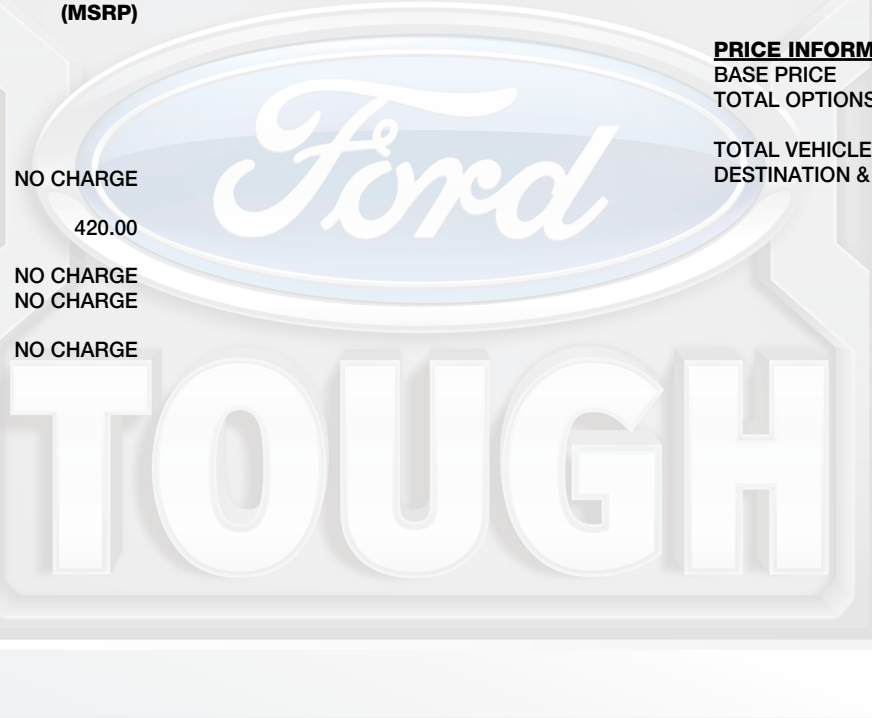 (MSRP)
PRICE INFORM
BASE PRICE
TOTAL OPTIONS
TOTAL VEHICLE
DESTINATION &
NO CHARGE
420.00
NO CHARGE
NO CHARGE
NO CHARGE
Ford
TOUGH